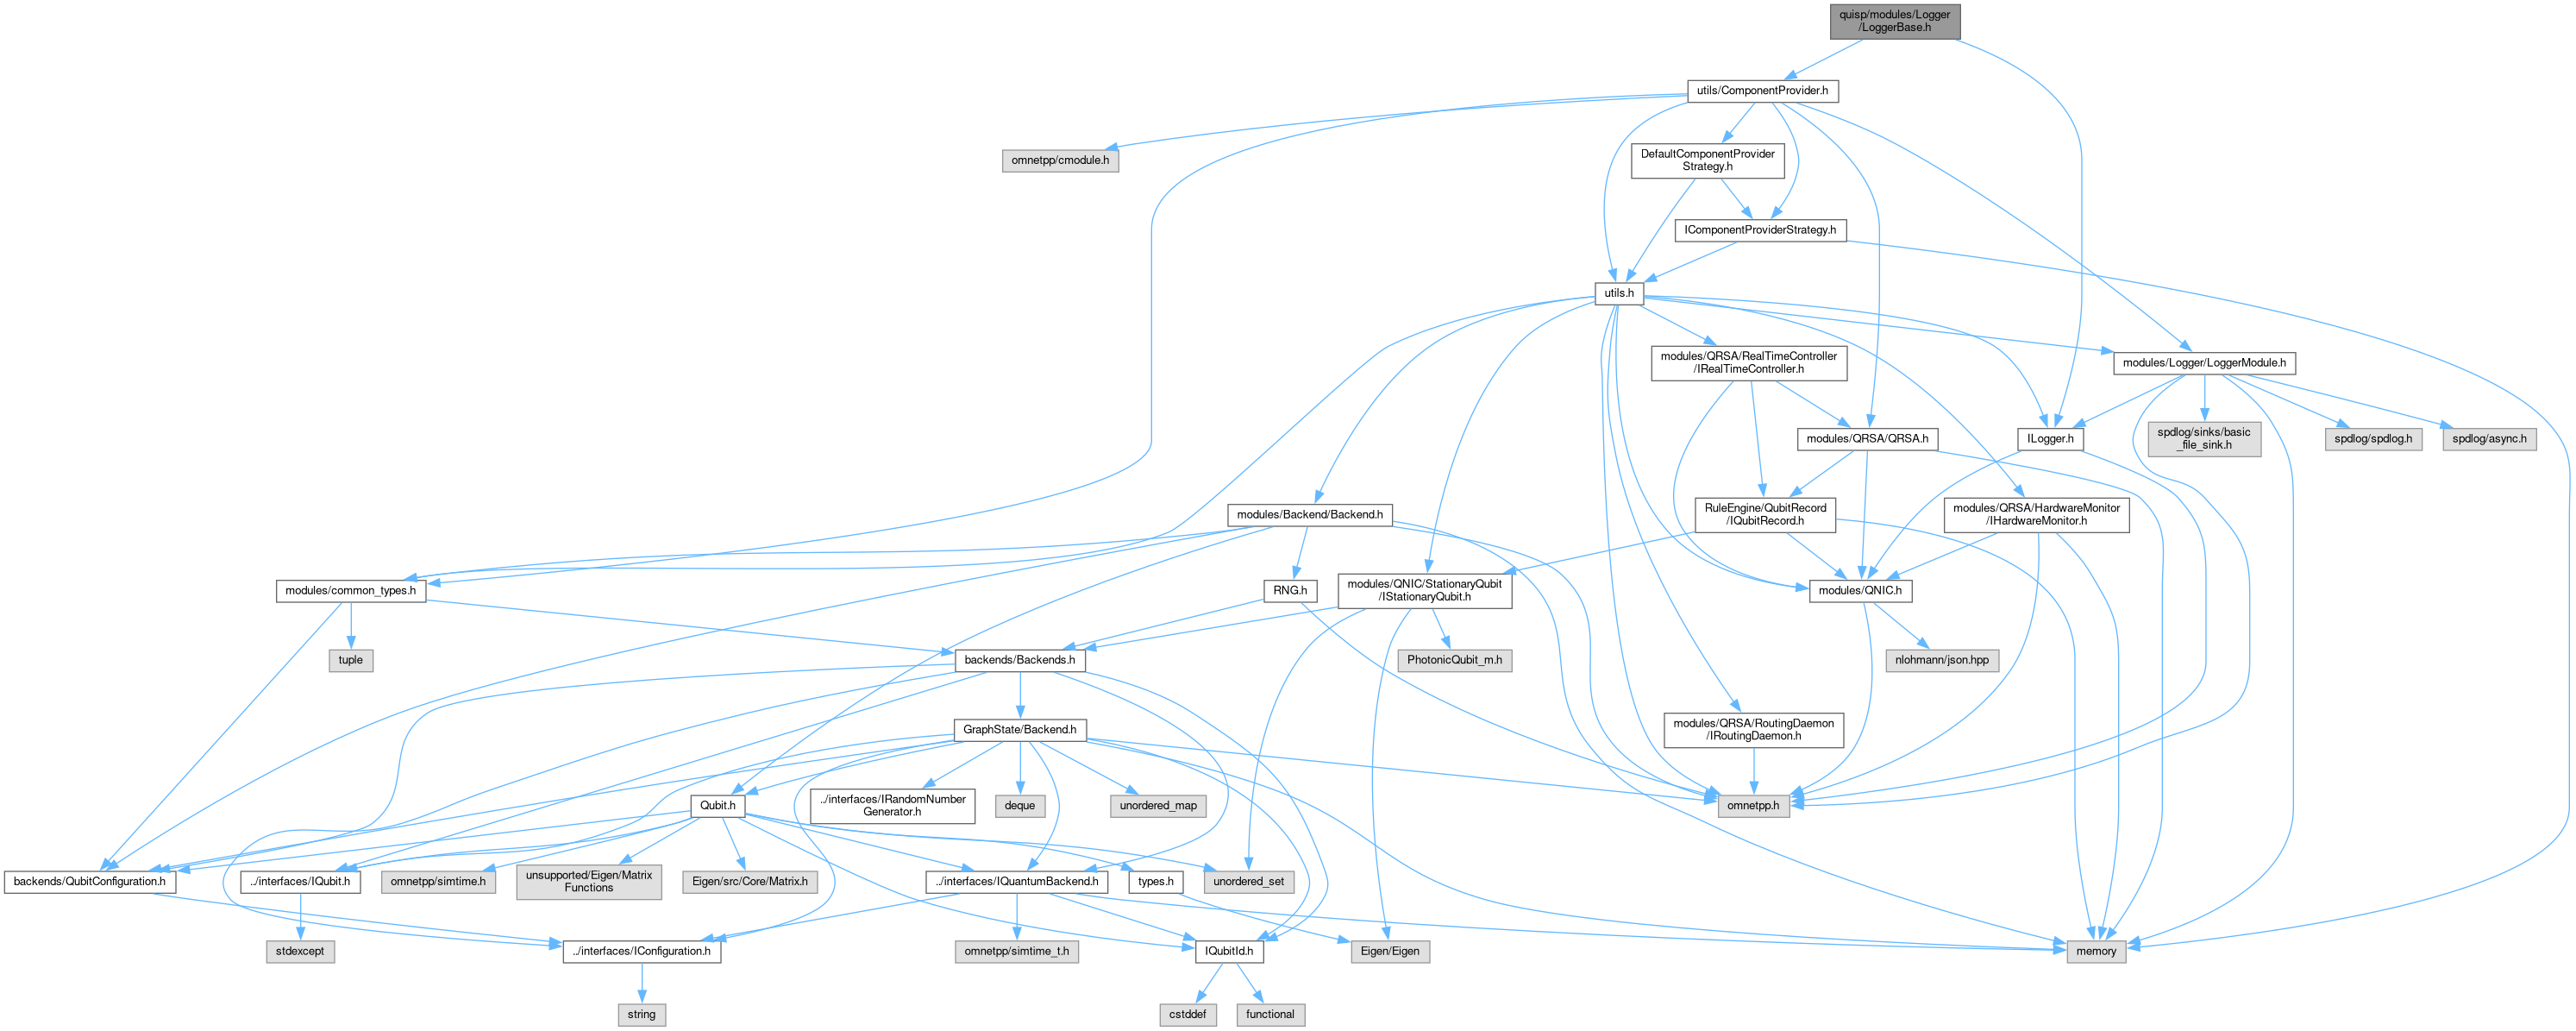 quisp/modules/Logger
/LoggerBase.h
utils/ComponentProvider.h
omnetpp/cmodule.h
DefaultComponentProvider
Strategy.h
IComponentProviderStrategy.h
utils.h
modules/QRSA/RealTimeController
/IRealTimeController.h
modules/Logger/LoggerModule.h
modules/QRSA/QRSA.h
ILogger.h
spdlog/sinks/basic
_file_sink.h
spdlog/spdlog.h
spdlog/async.h
modules/Backend/Backend.h
RuleEngine/QubitRecord
/IQubitRecord.h
modules/QRSA/HardwareMonitor
/IHardwareMonitor.h
modules/common_types.h
RNG.h
modules/QNIC/StationaryQubit
/IStationaryQubit.h
modules/QNIC.h
tuple
backends/Backends.h
PhotonicQubit_m.h
nlohmann/json.hpp
GraphState/Backend.h
modules/QRSA/RoutingDaemon
/IRoutingDaemon.h
Qubit.h
../interfaces/IRandomNumber
Generator.h
deque
unordered_map
omnetpp.h
backends/QubitConfiguration.h
../interfaces/IQubit.h
omnetpp/simtime.h
unsupported/Eigen/Matrix
Functions
Eigen/src/Core/Matrix.h
../interfaces/IQuantumBackend.h
types.h
unordered_set
stdexcept
../interfaces/IConfiguration.h
omnetpp/simtime_t.h
IQubitId.h
Eigen/Eigen
memory
string
cstddef
functional